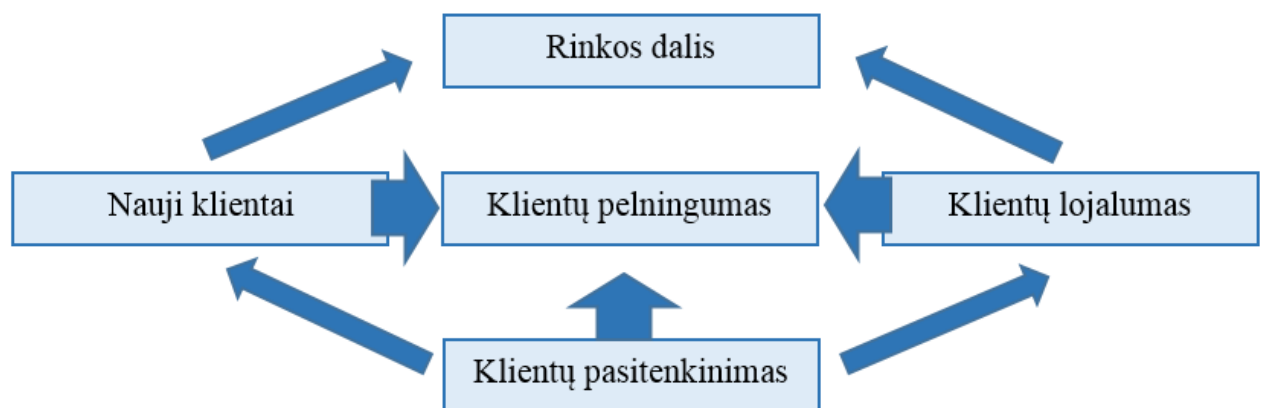 Rinkos dalis
Nauji klientai
Klientų pelningumas
Klientų lojalumas
Klientų pasitenkinimas